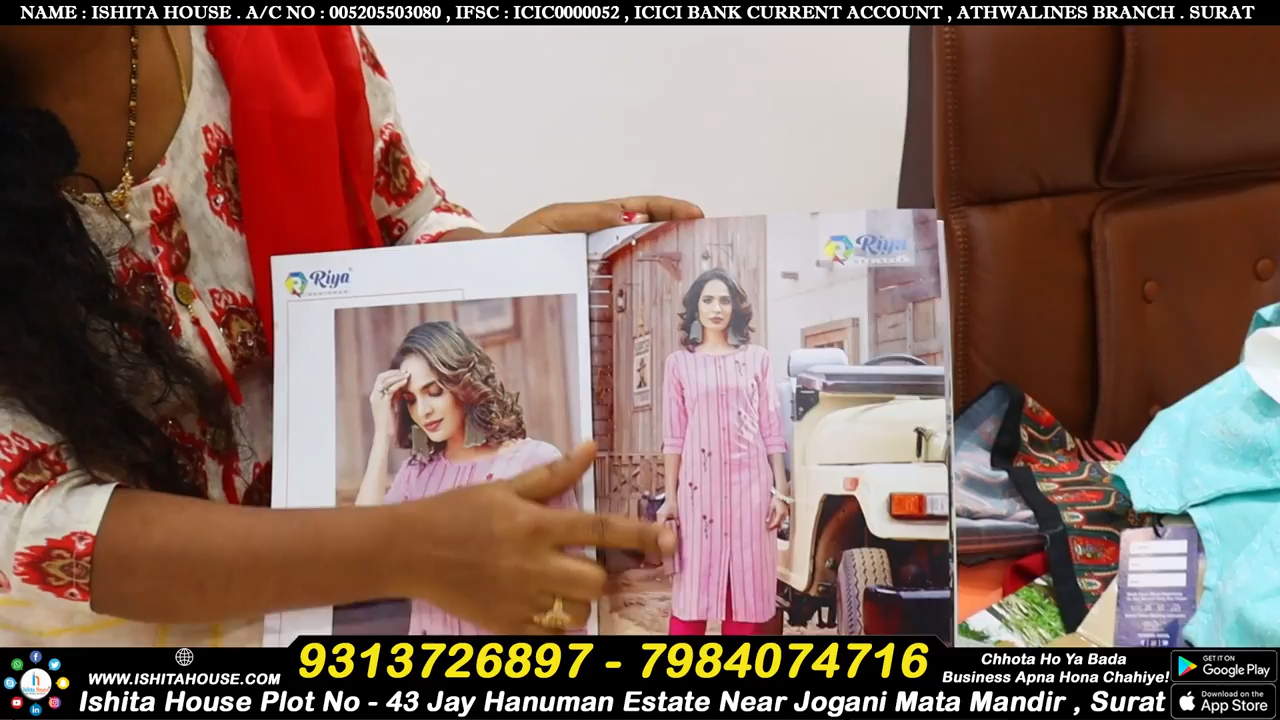 NAME : ISHITA HOUSE . A/C NO : 005205503080 , IFSC : ICIC0000052 , ICICI BANK CURRENT ACCOUNT , ATHWALINES BRANCH . SURAT
Riya
Riya
9313726897 - 7984074716
WWW.ISHITAHOUSE.COM
Chhota Ho Ya Bada
Business Apna Hona Chahiye!
GET IT ON
Google Play
Ishita House Plot No - 43 Jay Hanuman Estate Near Jogani Mata Mandir , Surat
Download on the
App Store